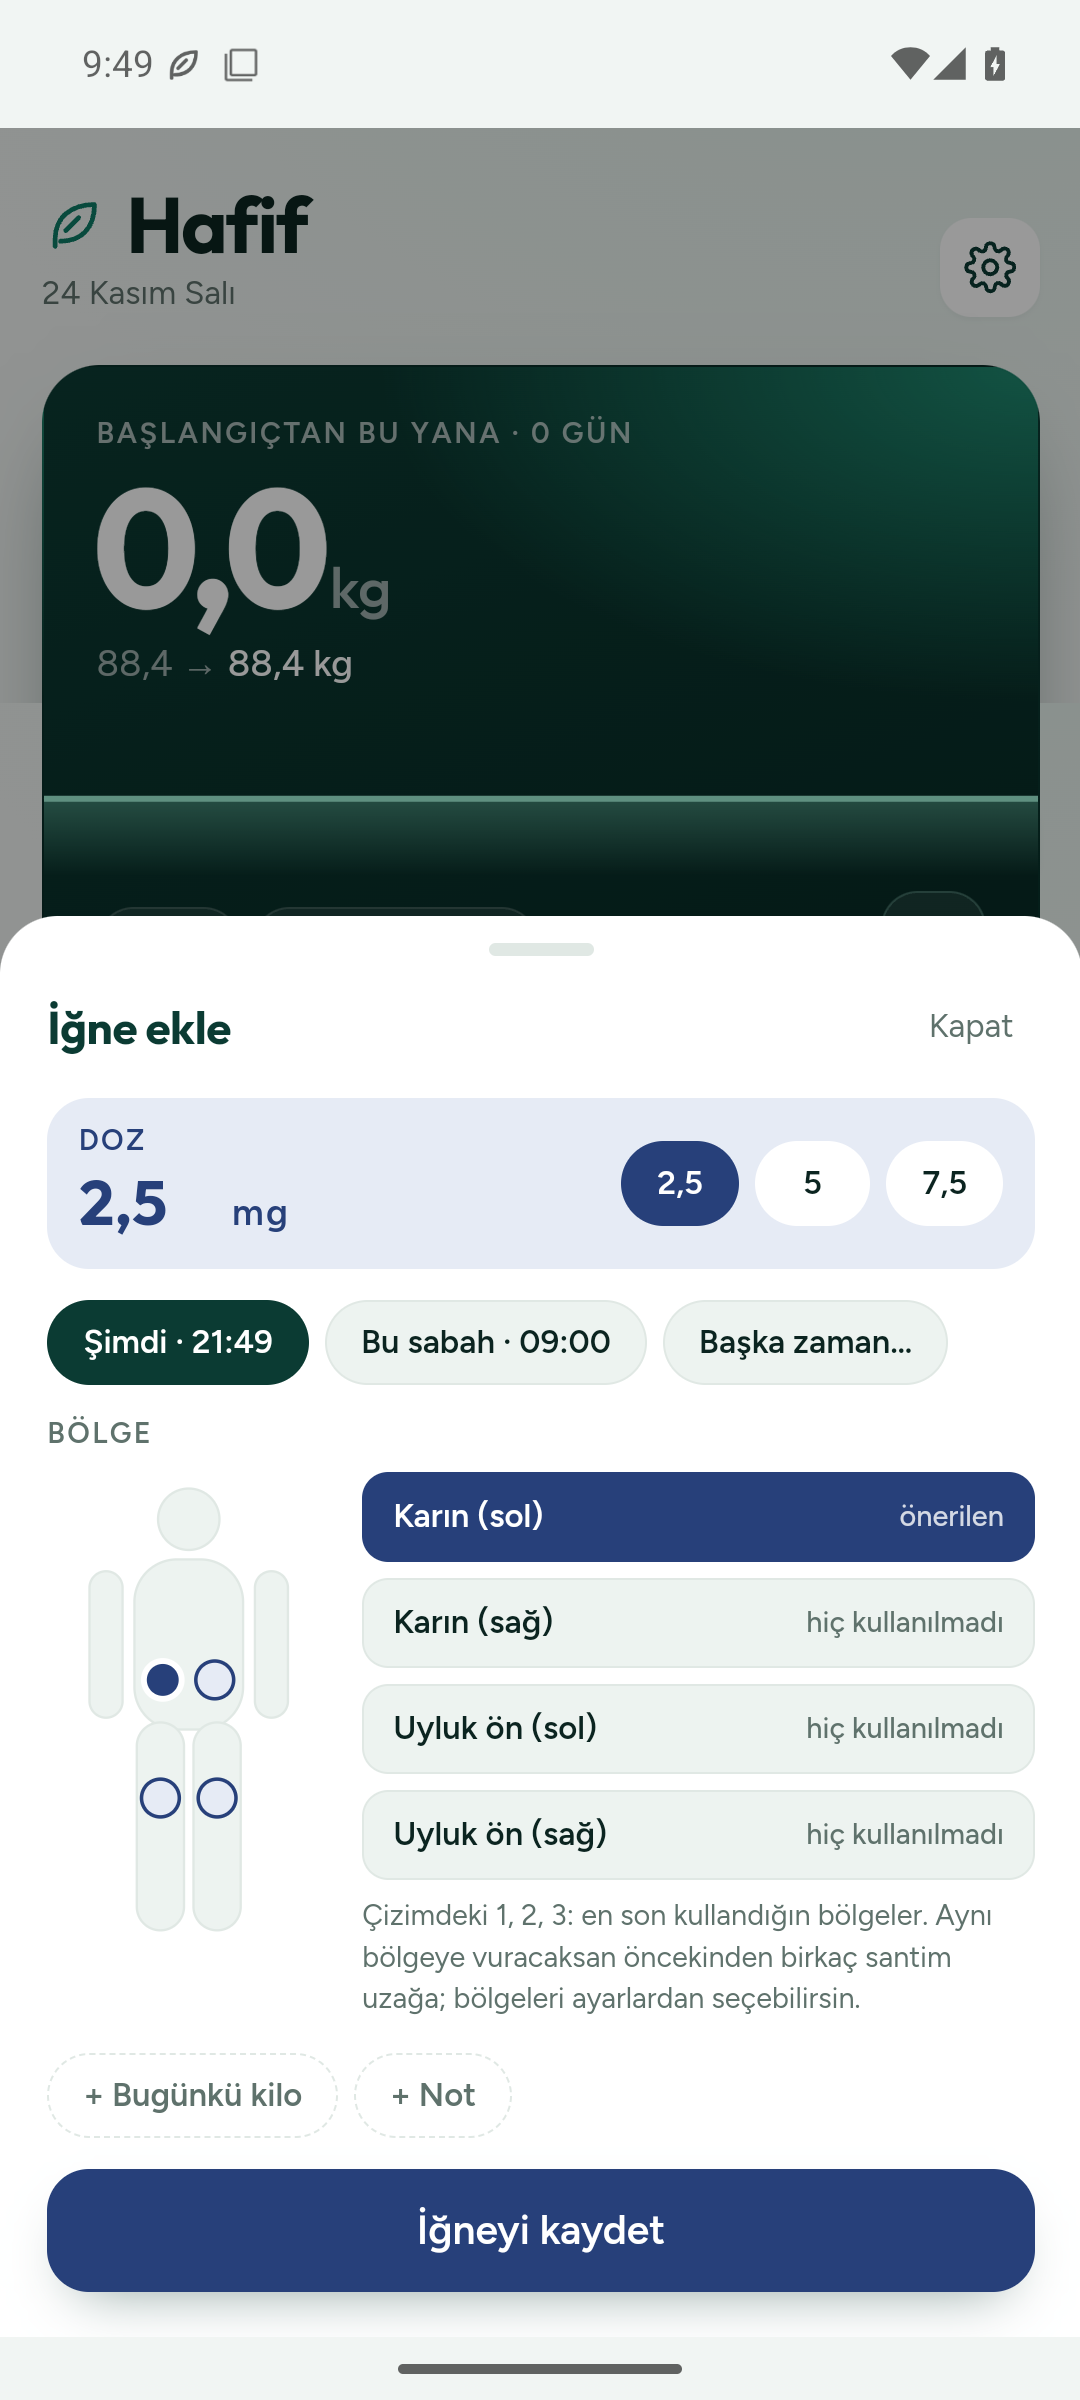 9:49
Hafif
24 Kasım Salı
BAŞLANGIÇTAN BU YANA · 0 GÜN
0,0 kg
88,4 → 88,4 kg
İğne ekle
Kapat
DOZ
2,5 mg
2,5
5
7,5
Şimdi · 21:49
Bu sabah · 09:00
Başka zaman...
BÖLGE
Karın (sol)
önerilen
Karın (sağ)
hiç kullanılmadı
Uyluk ön (sol)
hiç kullanılmadı
Uyluk ön (sağ)
hiç kullanılmadı
Çizimdeki 1, 2, 3: en son kullandığın bölgeler. Aynı
bölgeye vuracaksan öncekinden birkaç santim
uzağa; bölgeleri ayarlardan seçebilirsin.
+ Bugünkü kilo
+ Not
İğneyi kaydet